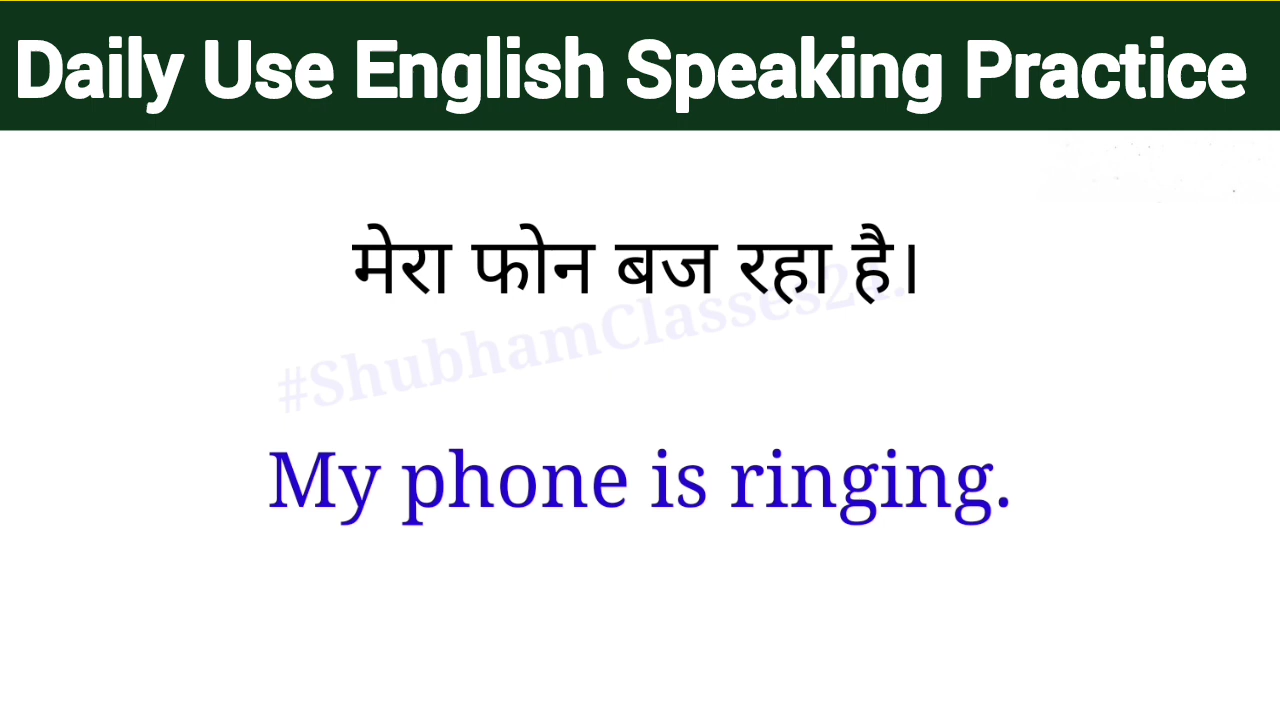 Daily Use English Speaking Practice
मेरा फोन बज रहा है।
My phone is ringing.